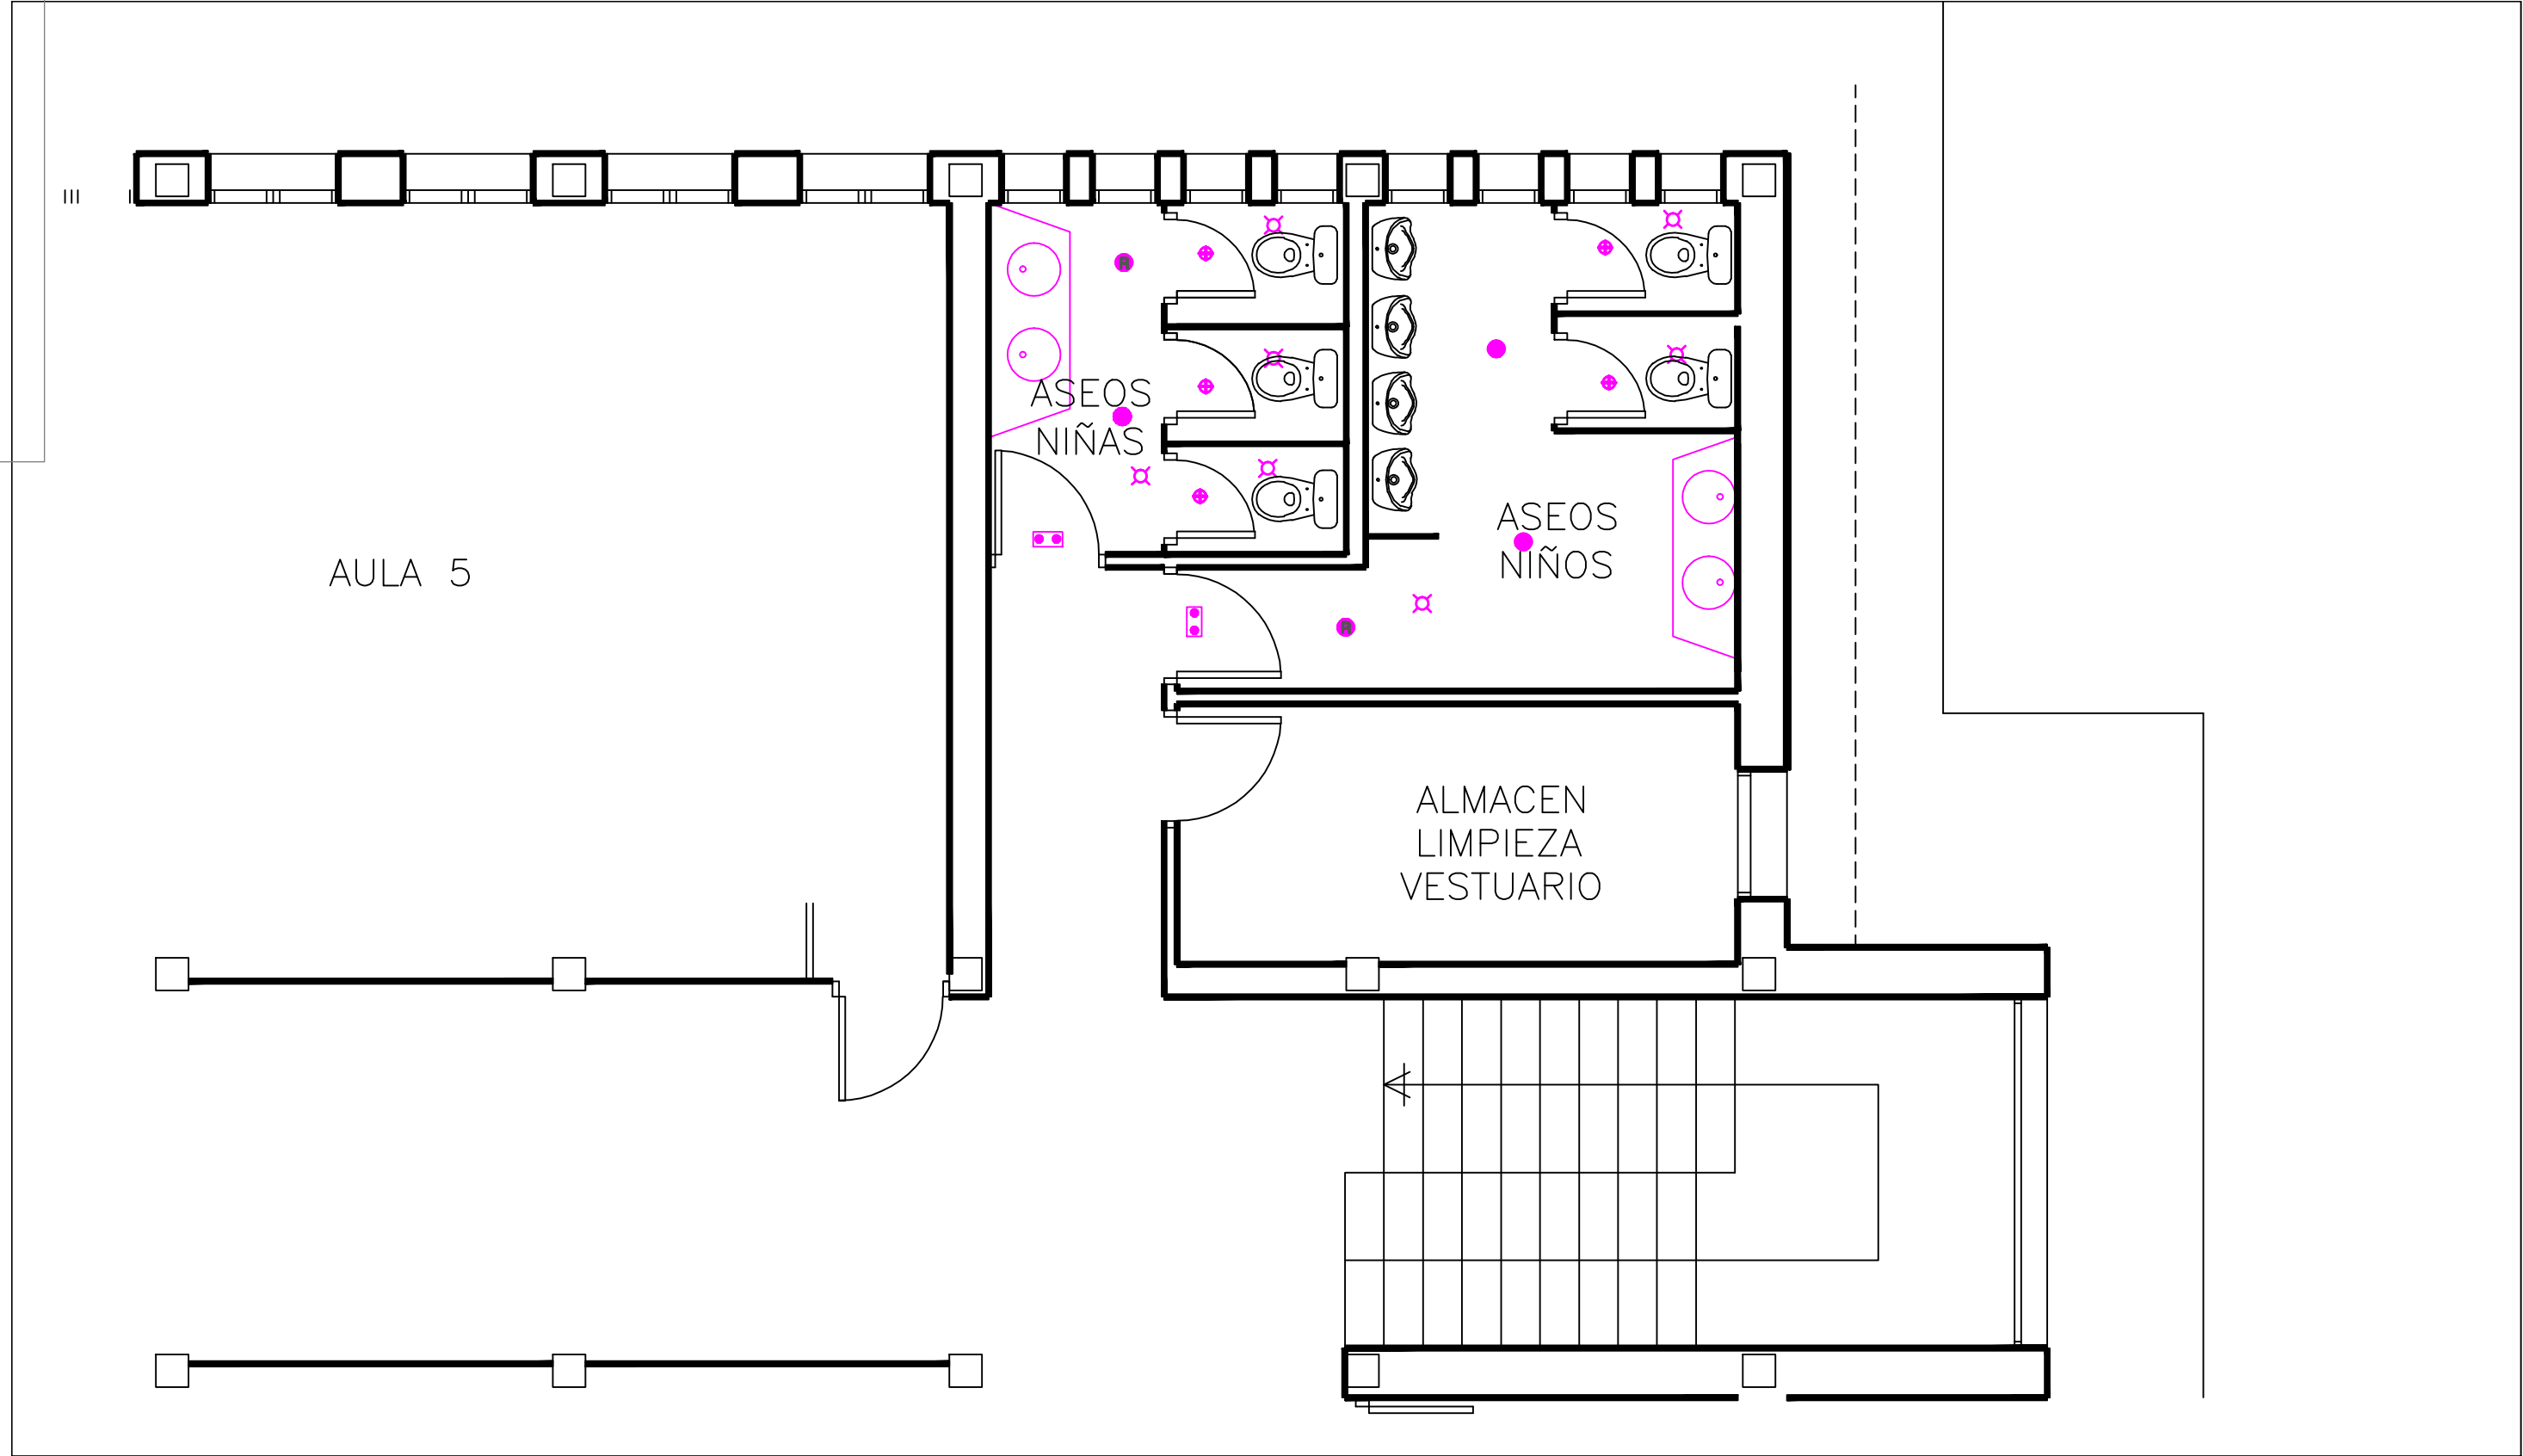 R
ASEOS
NIÑAS
ASEOS
NIÑOS
AULA 5
R
ALMACEN
LIMPIEZA
VESTUARIO